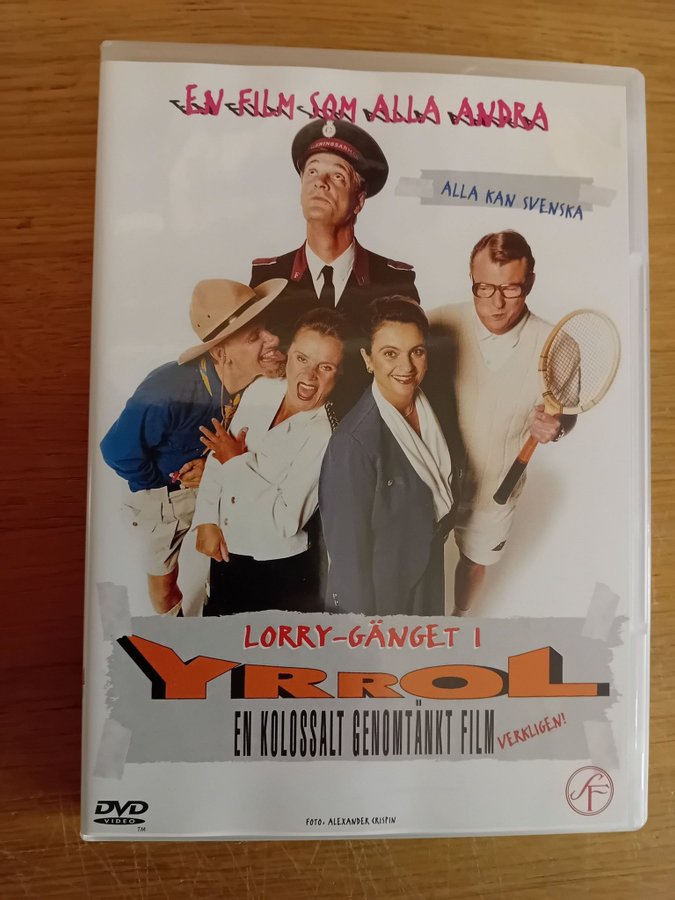 EN FILM SOM ALLA ANDRA
ALLA KAN SVENSKA
LORRY-GÄNGET I
YRROL
EN KOLOSSALT GENOMTÄNKT FILM
VERKLIGEN!
DVD
VIDEO
TM
FOTO: ALEXANDER CRISPIN
SF